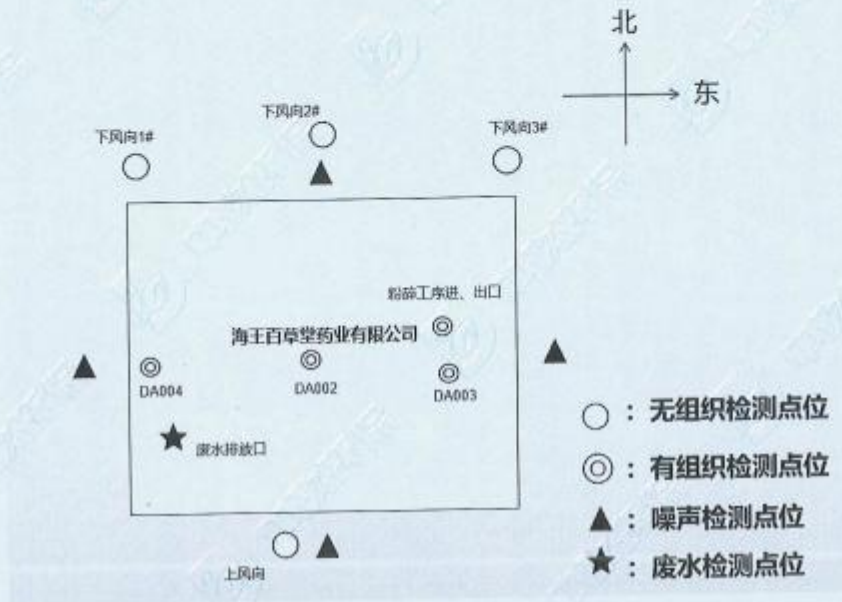 北
东
下风向1#
下风向2#
下风向3#
粉碎工序进、出口
海王百草堂药业有限公司
DA004
DA002
DA003
废水排放口
上风向
○：无组织检测点位
◎：有组织检测点位
▲：噪声检测点位
★：废水检测点位